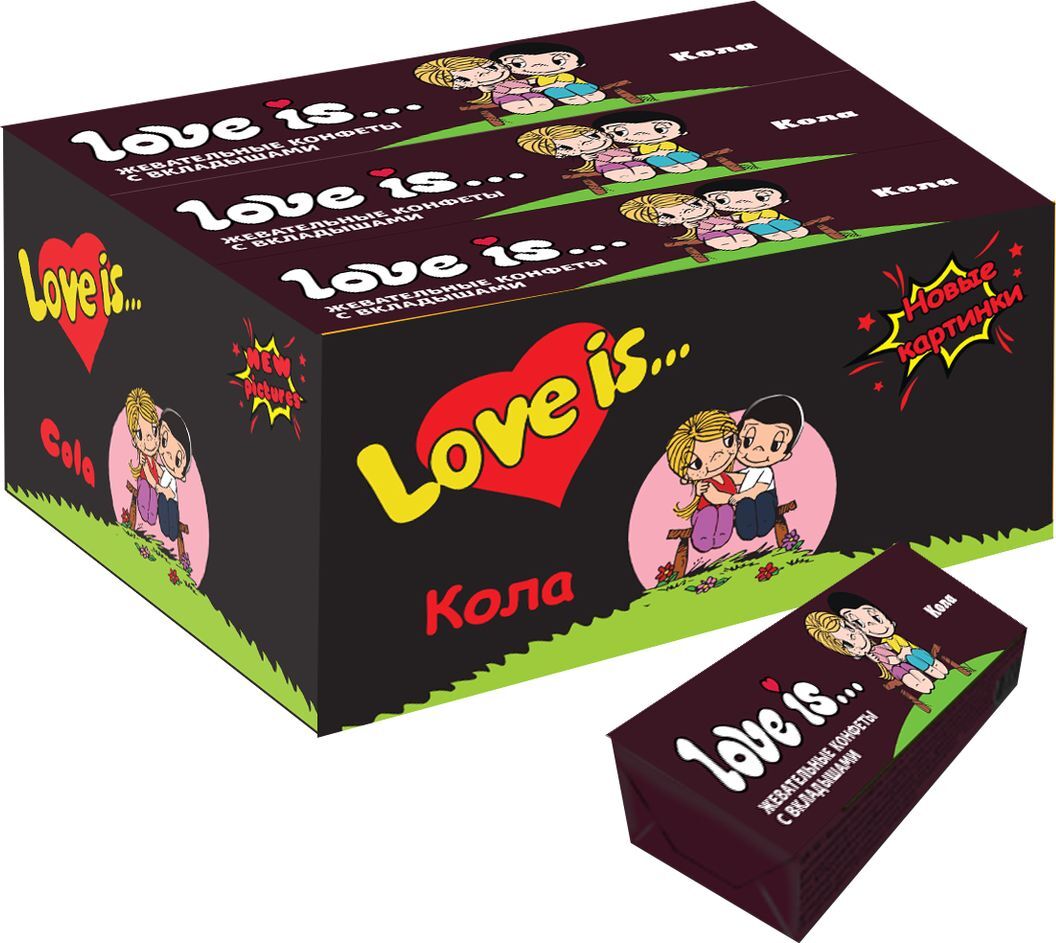 Love is...
ЖЕВАТЕЛЬНЫЕ КОНФЕТЫ
С ВКЛАДЫШАМИ
Кола
Love is...
ЖЕВАТЕЛЬНЫЕ КОНФЕТЫ
С ВКЛАДЫШАМИ
Кола
Love is...
ЖЕВАТЕЛЬНЫЕ КОНФЕТЫ
С ВКЛАДЫШАМИ
Кола
Love is...
NEW
pictures
Cola
Love is...
Новые
картинки
Кола
Love is...
ЖЕВАТЕЛЬНЫЕ КОНФЕТЫ
С ВКЛАДЫШАМИ
Кола